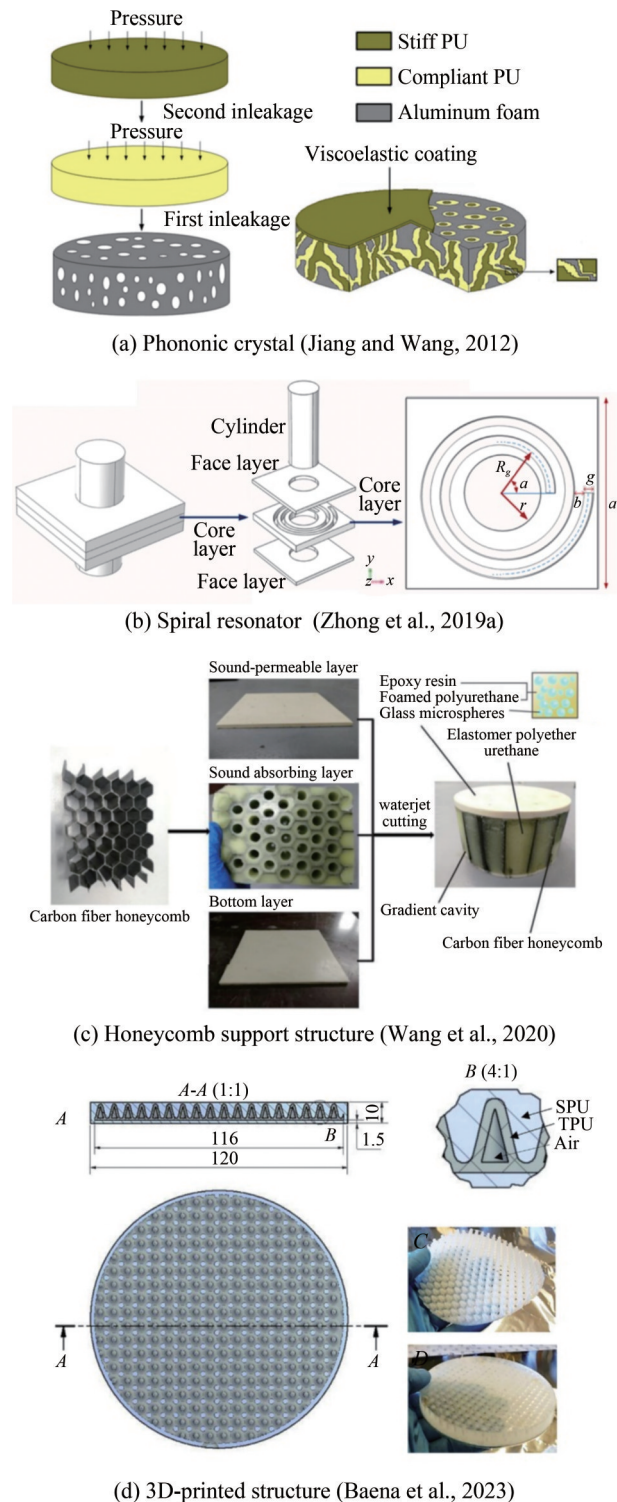 Pressure
Stiff PU
Compliant PU
Aluminum foam
Second inleakage
Pressure
Viscoelastic coating
First inleakage
(a) Phononic crystal (Jiang and Wang, 2012)
Cylinder
Face layer
Core
layer
Core
layer
Face layer
y
z x
Rg
a
r
b
g
a
(b) Spiral resonator (Zhong et al., 2019a)
Sound-permeable layer
Epoxy resin
Foamed polyurethane
Glass microspheres
Elastomer polyether
urethane
Sound absorbing layer
waterjet
cutting
Carbon fiber honeycomb
Bottom layer
Gradient cavity
Carbon fiber honeycomb
(c) Honeycomb support structure (Wang et al., 2020)
A-A (1:1)
B (4:1)
A
B
10
1.5
116
120
SPU
TPU
Air
C
A
A
D
(d) 3D-printed structure (Baena et al., 2023)